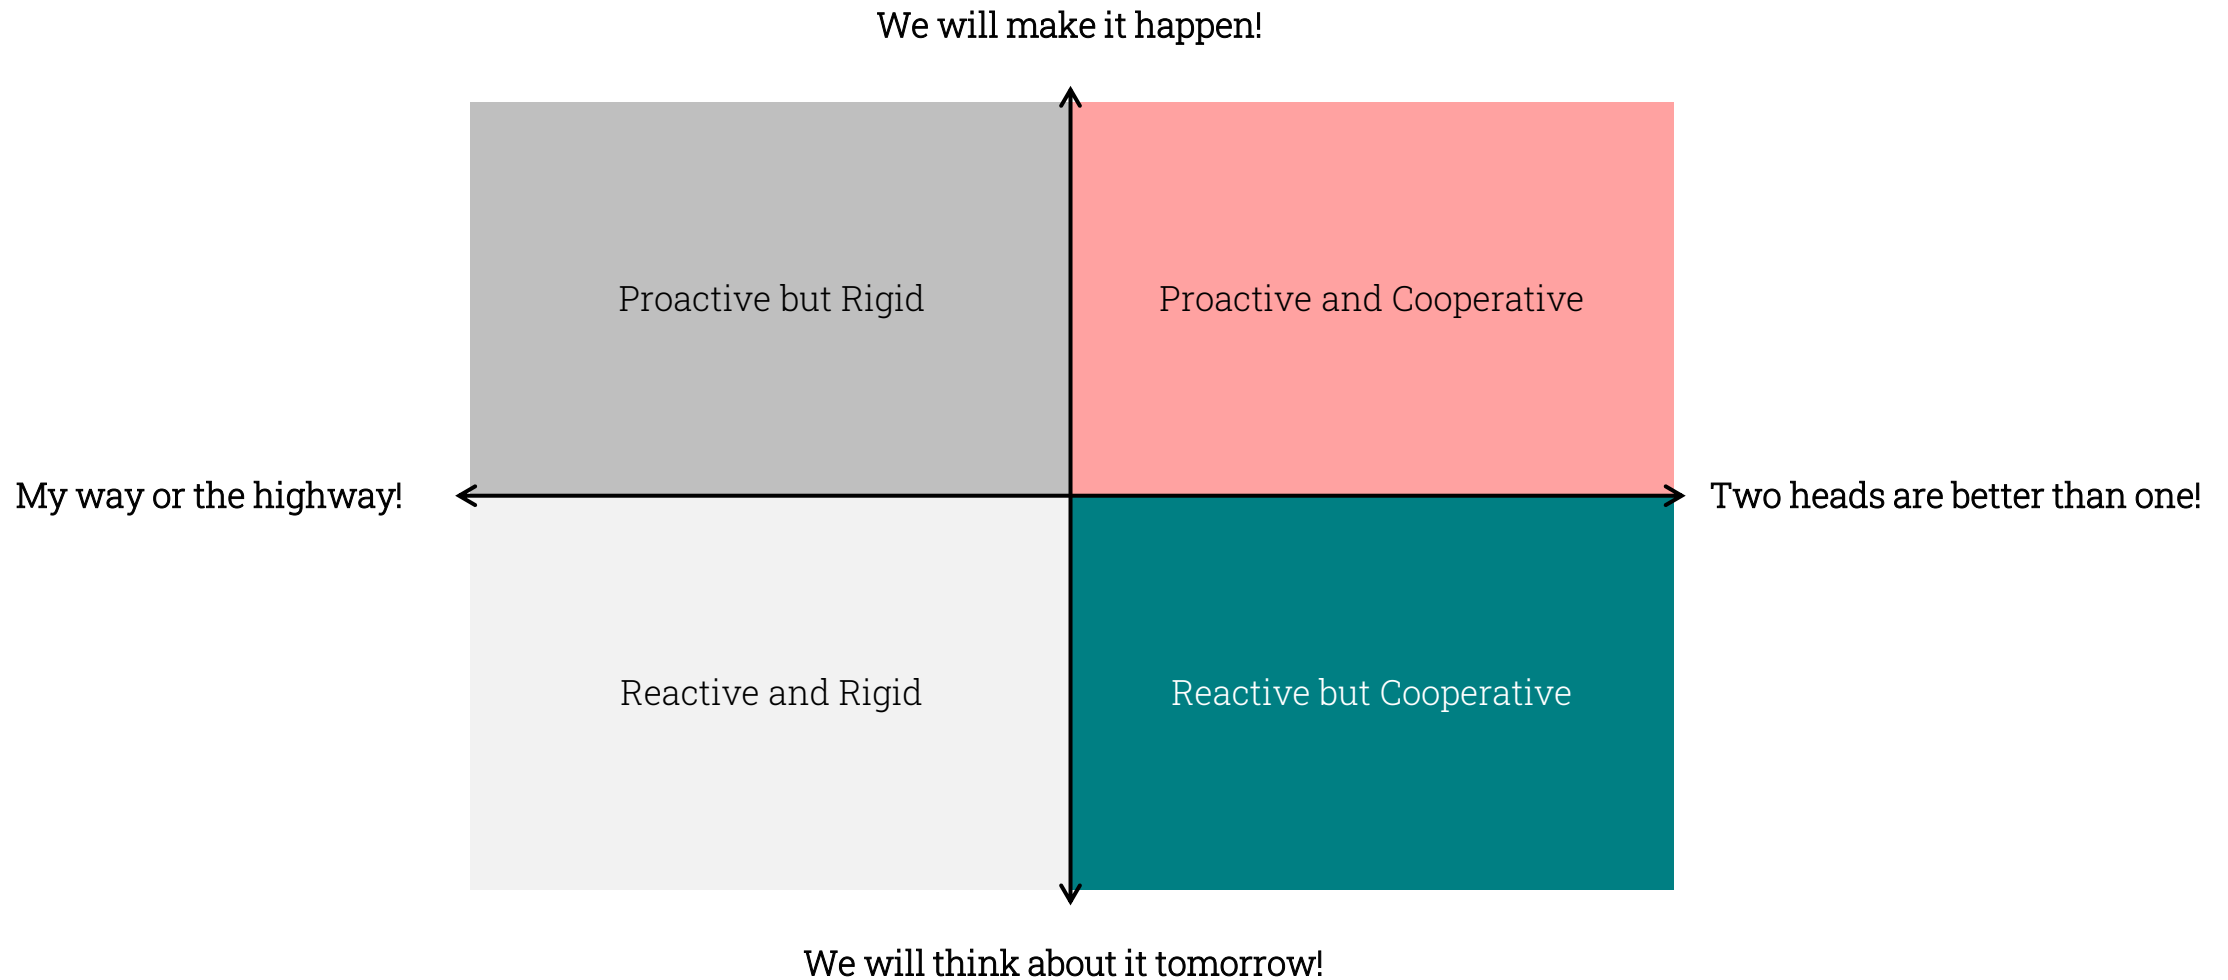 We will make it happen!
Proactive but Rigid
Proactive and Cooperative
My way or the highway!
Two heads are better than one!
Reactive and Rigid
Reactive but Cooperative
We will think about it tomorrow!